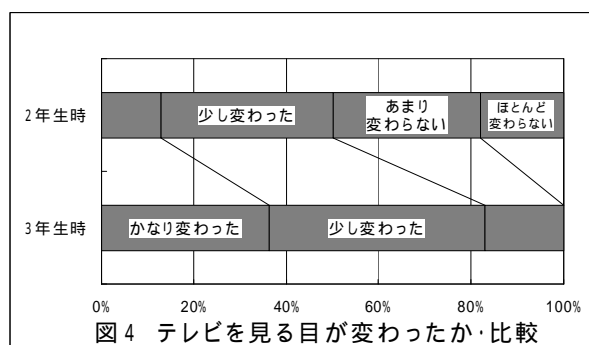 2年生時
少し変わった
あまり
変わらない
ほとんど
変わらない
3年生時
かなり変わった
少し変わった
0% 20% 40% 60% 80% 100%
図4 テレビを見る目が変わったか・比較